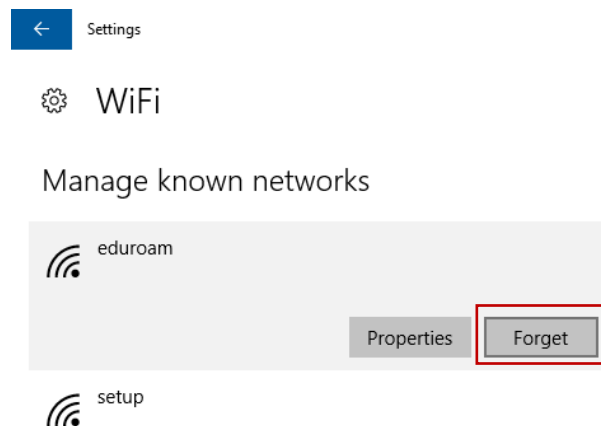 Settings
WiFi
Manage known networks
eduroam
Properties Forget
setup